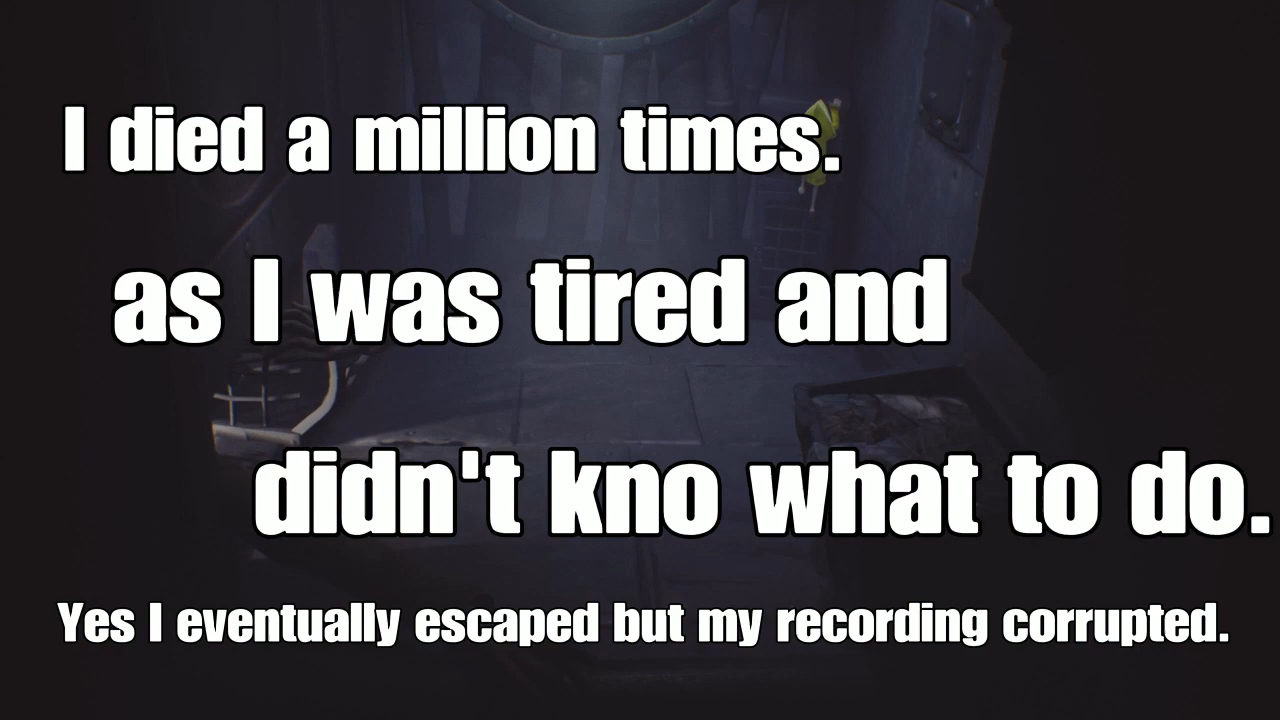 I died a million times.
as I was tired and
didn't kno what to do.
Yes I eventually escaped but my recording corrupted.